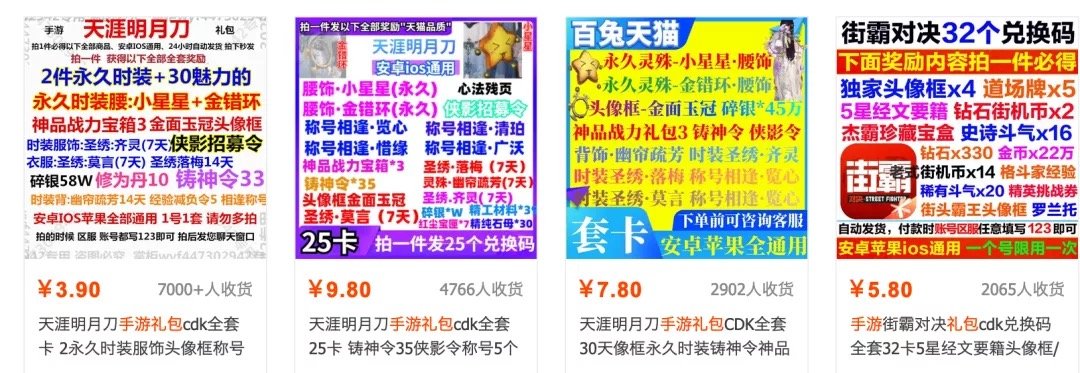 手游 天涯明月刀 礼包
拍1件必得以下全部商品、安卓IOS通用、24小时自动发货 拍下秒发
拍一件 获得以下全部全套奖励
2件永久时装+30魅力的
永久时装腰:小星星+金错环
神品战力宝箱3 金面玉冠头像框
时装服饰:圣绣:齐灵(7天) 侠影招募令
衣服:圣绣:莫言(7天) 圣绣落梅14天
碎银58W 修为丹10 铸神令33
时装背:幽帘疏芳14天 经验减负令5 相逢称号
安卓IOS苹果全部通用 1号1套 请勿多拍
拍的时候 区服 账号都写123即可 拍后发您聊天窗口
¥3.90 7000+人收货
天涯明月刀手游礼包cdk全套
卡 2永久时装服饰头像框称号
拍一件发以下全部奖励"天猫品质"
金错环
天涯明月刀
安卓ios通用
小星星
腰饰·小星星(永久) 心法残页
腰饰·金错环(永久) 侠影招募令
称号相逢·览心 称号相逢·清珀
称号相逢·惜缘 称号相逢·广槿
神品战力宝箱*3 圣绣·落梅(7天)
铸神令*35 灵殊·幽帘疏芳(7天)
头像框金面玉冠 碎银*W 精工材料*3
圣绣·莫言(7天) 红尘宝匣*7 精纯石母*30
25卡 拍一件发25个兑换码
¥9.80 4766人收货
天涯明月刀手游礼包cdk全套
25卡 铸神令35侠影令称号5个
百兔天猫
永久灵殊-小星星-腰饰
永久灵殊-金错环-腰饰
头像框-金面玉冠 碎银*45万
神品战力礼包3 铸神令 侠影令
背饰-幽帘疏芳 时装圣绣-齐灵
时装圣绣-落梅 称号相逢-览心
时装圣绣-莫言 称号相逢-清珀
套卡 下单前可咨询客服
安卓苹果全通用
¥7.80 2902人收货
天涯明月刀手游礼包CDK全套
30天像框永久时装铸神令神品
街霸对决32个兑换码
下面奖励内容拍一件必得
独家头像框x4 道场牌x5
5星经文要籍 钻石街机币x2
杰霸珍藏宝盒 史诗斗气x16
钻石x330 金币x22万
老式街机币x14 格斗家经验
稀有斗气x20 精英挑战券
街头霸王头像框 罗兰托
街霸
对决 STREET FIGHTER
自动发货，付款时账号区服任意填写123即可
安卓苹果ios通用 一个号限用一次
¥5.80 2065人收货
手游街霸对决礼包cdk兑换码
全套32卡5星经文要籍头像框/